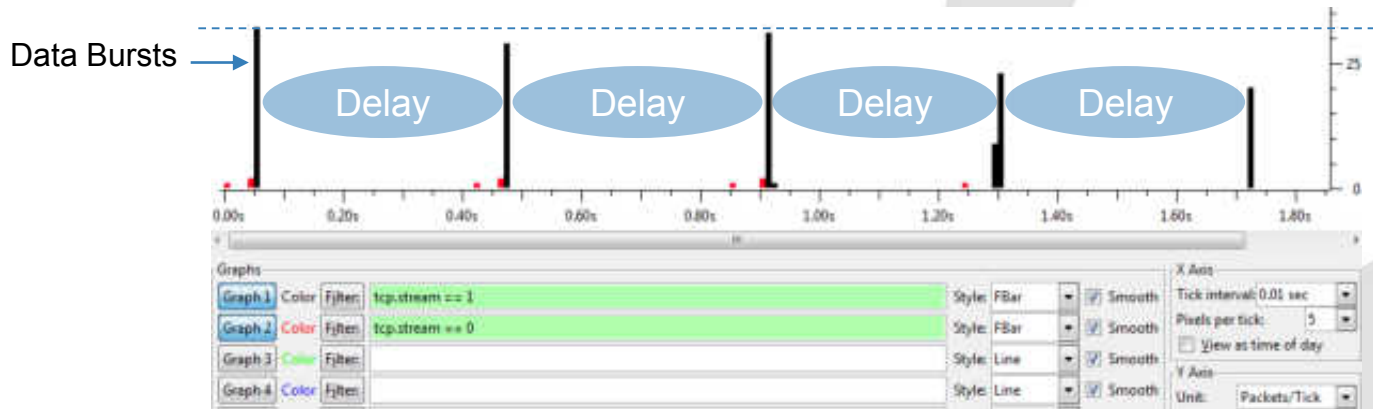 Data Bursts
Delay Delay Delay Delay
25
0
0.00s 0.20s 0.40s 0.60s 0.80s 1.00s 1.20s 1.40s 1.60s 1.80s
Graphs
Graph 1 Color Filter: tcp.stream == 1 Style: FBar Smooth
Graph 2 Color Filter: tcp.stream == 0 Style: FBar Smooth
Graph 3 Color Filter: Style: Line Smooth
Graph 4 Color Filter: Style: Line Smooth
X Axis
Tick interval: 0.01 sec
Pixels per tick: 5
View as time of day
Y Axis
Unit: Packets/Tick